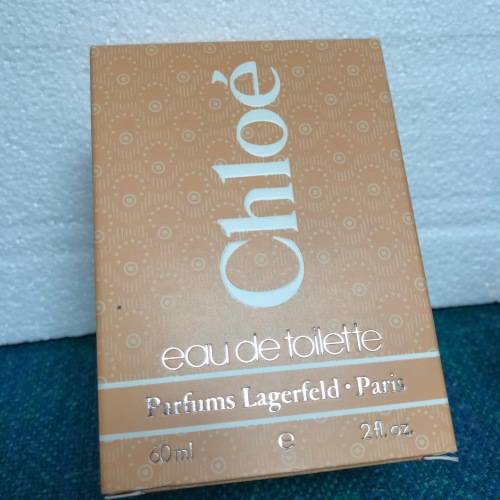 Chloé
eau de toilette
Parfums Lagerfeld · Paris
60 ml e 2 fl. oz.